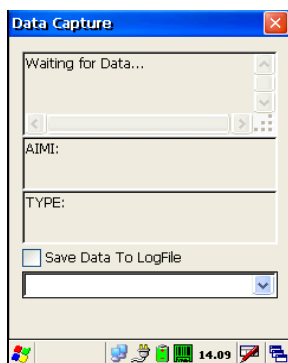 Data Capture
Waiting for Data...
AIMI:
TYPE:
Save Data To LogFile
14.09